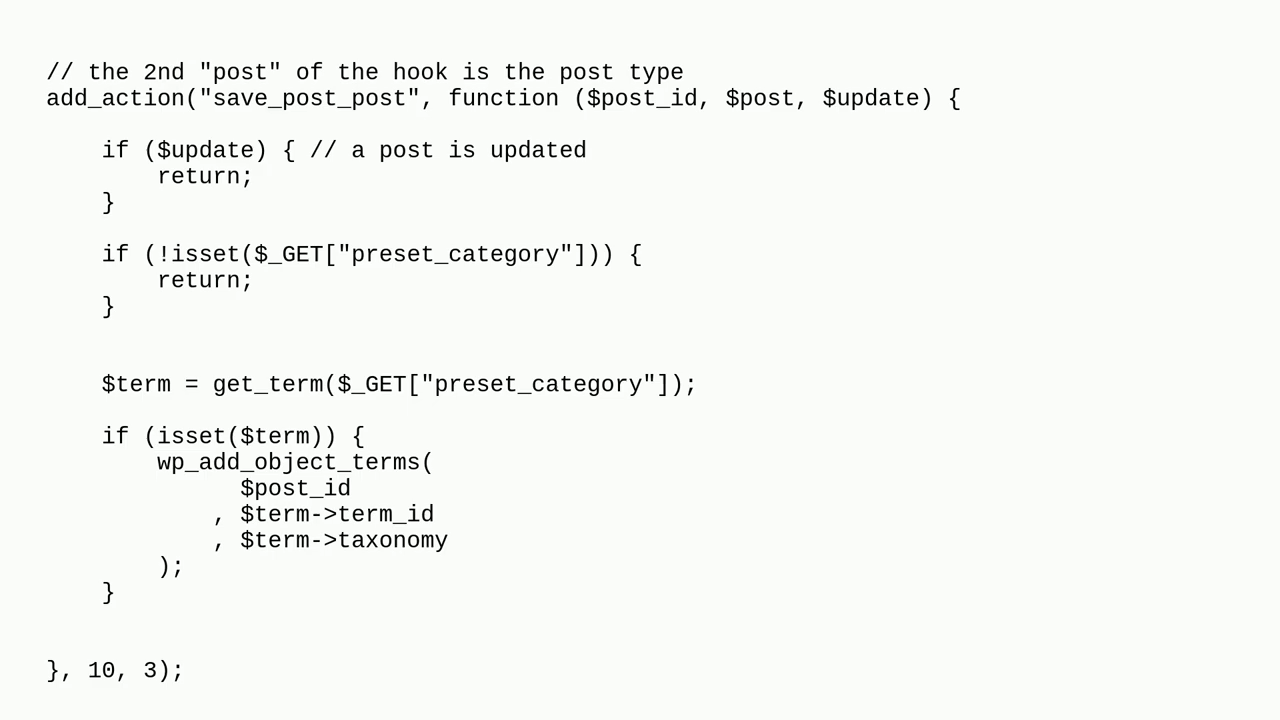 // the 2nd "post" of the hook is the post type
add_action("save_post_post", function ($post_id, $post, $update) {
    if ($update) { // a post is updated
        return;
    }
    if (!isset($_GET["preset_category"])) {
        return;
    }
    $term = get_term($_GET["preset_category"]);
    if (isset($term)) {
        wp_add_object_terms(
              $post_id
            , $term->term_id
            , $term->taxonomy
        );
    }
}, 10, 3);